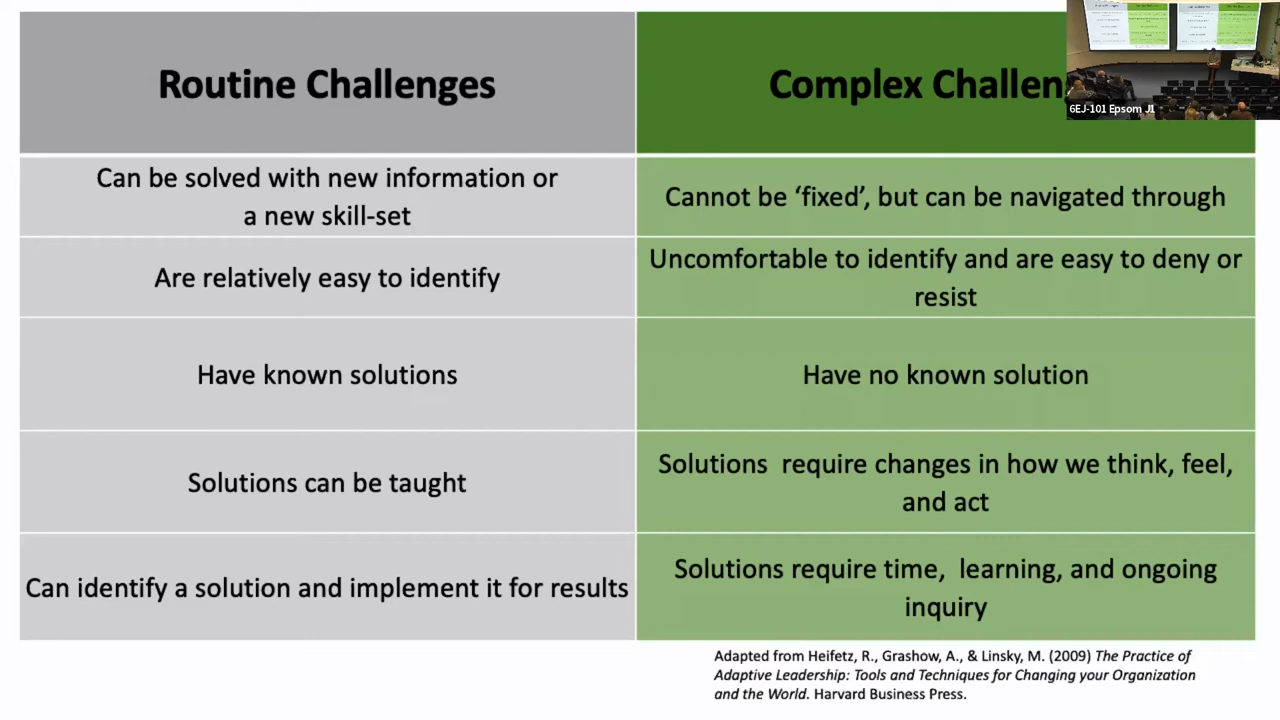 Routine Challenges
Complex Challen
6EJ-101 Epsom J1
Can be solved with new information or
a new skill-set
Cannot be ‘fixed’, but can be navigated through
Are relatively easy to identify
Uncomfortable to identify and are easy to deny or
resist
Have known solutions
Have no known solution
Solutions can be taught
Solutions  require changes in how we think, feel,
and act
Can identify a solution and implement it for results
Solutions require time,  learning, and ongoing
inquiry
Adapted from Heifetz, R., Grashow, A., & Linsky, M. (2009) The Practice of
Adaptive Leadership: Tools and Techniques for Changing your Organization
and the World. Harvard Business Press.